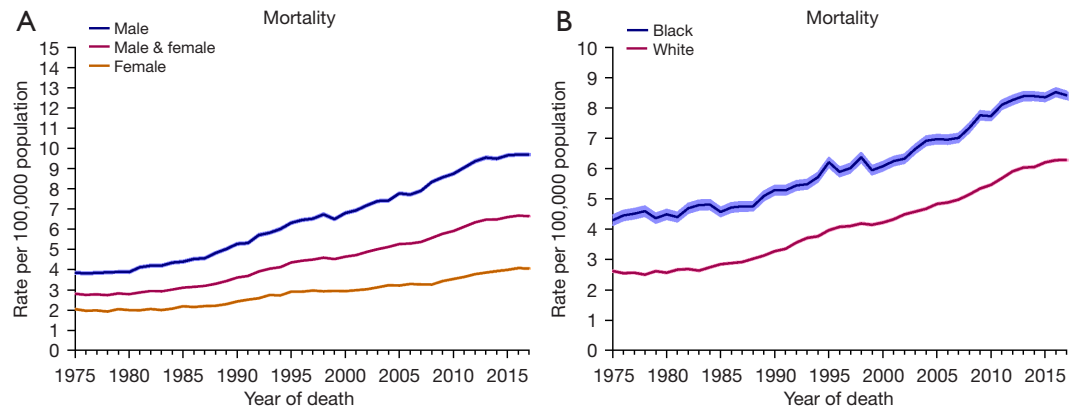 A
Mortality
Male
Male & female
Female
Rate per 100,000 population
15
14
13
12
11
10
9
8
7
6
5
4
3
2
1
0
1975 1980 1985 1990 1995 2000 2005 2010 2015
Year of death
B
Mortality
Black
White
Rate per 100,000 population
10
9
8
7
6
5
4
3
2
1
0
1975 1980 1985 1990 1995 2000 2005 2010 2015
Year of death